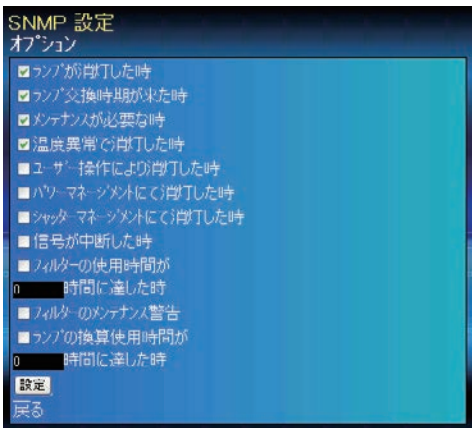 SNMP 設定
オプション
ランプが消灯した時
ランプ交換時期が来た時
メンテナンスが必要な時
温度異常で消灯した時
ユーザー操作により消灯した時
パワーマネージメントにて消灯した時
シャッターマネージメントにて消灯した時
信号が中断した時
フィルターの使用時間が
0 時間に達した時
フィルターのメンテナンス警告
ランプの換算使用時間が
0 時間に達した時
設定
戻る